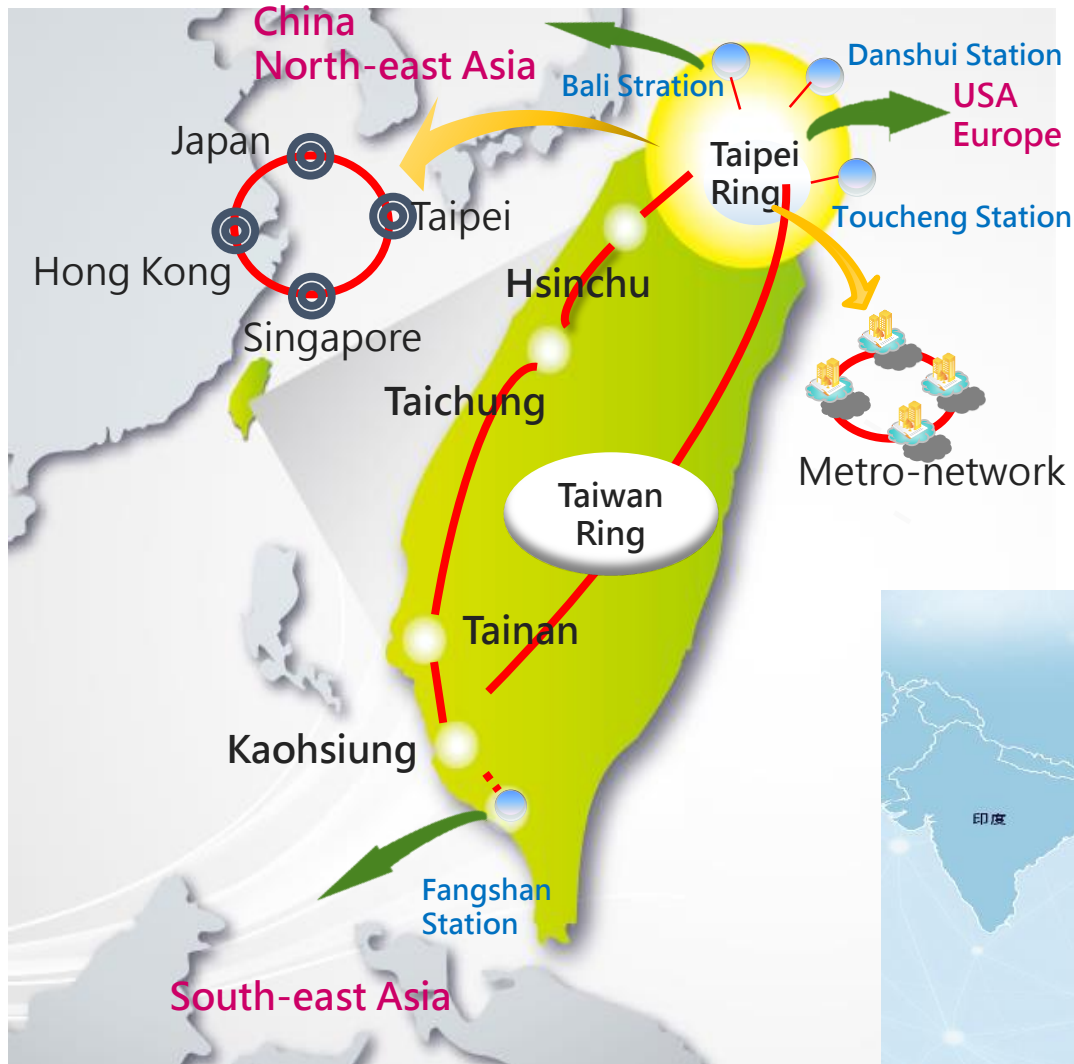 China
North-east Asia
Danshui Station
Bali Stration
USA
Europe
Japan
Taipei
Ring
Taipei
Toucheng Station
Hong Kong
Hsinchu
Singapore
Taichung
Metro-network
Taiwan
Ring
Tainan
Kaohsiung
印度
Fangshan
Station
South-east Asia